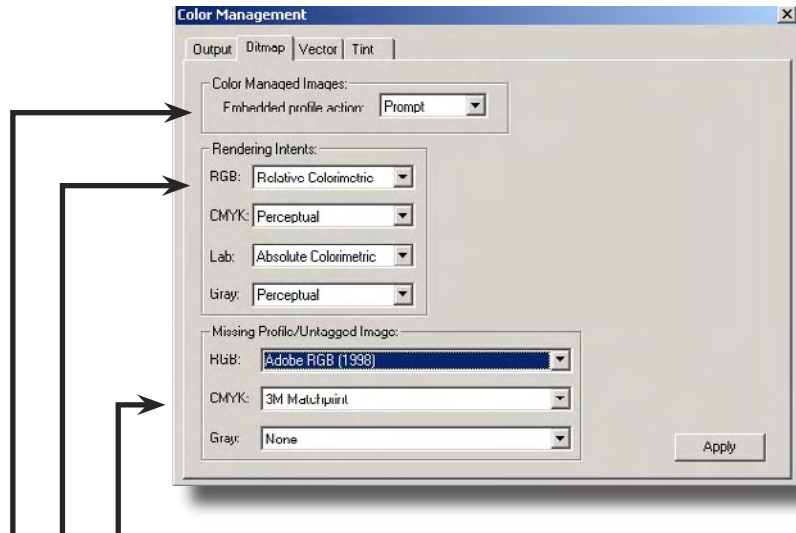 Color Management
Output Bitmap Vector Tint
Color Managed Images:
Embedded profile action: Prompt
Rendering Intents:
RGB: Relative Colorimetric
CMYK: Perceptual
Lab: Absolute Colorimetric
Gray: Perceptual
Missing Profile/Untagged Image:
RGB: Adobe RGB (1998)
CMYK: 3M Matchprint
Gray: None
Apply